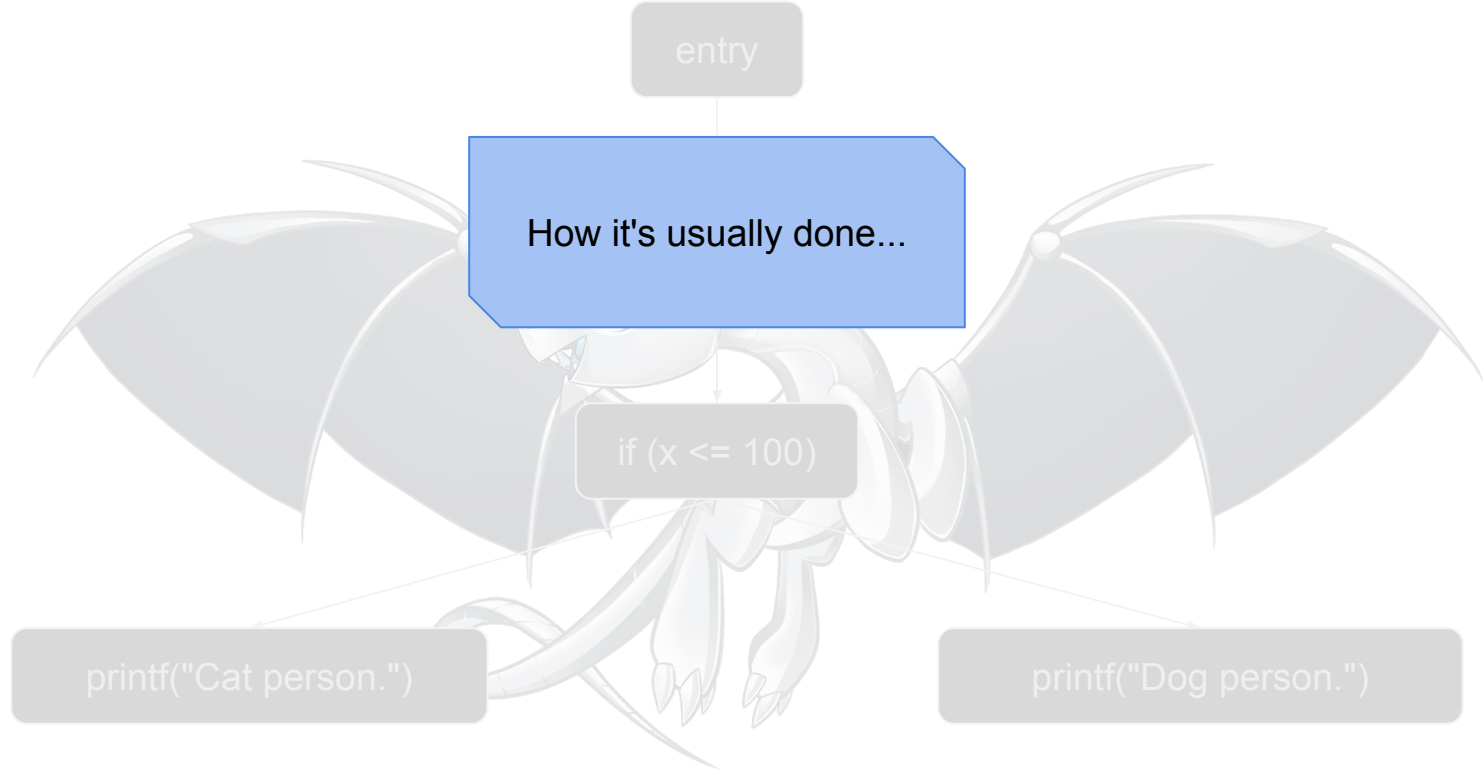 entry
How it's usually done...
if (x <= 100)
printf("Cat person.")
printf("Dog person.")